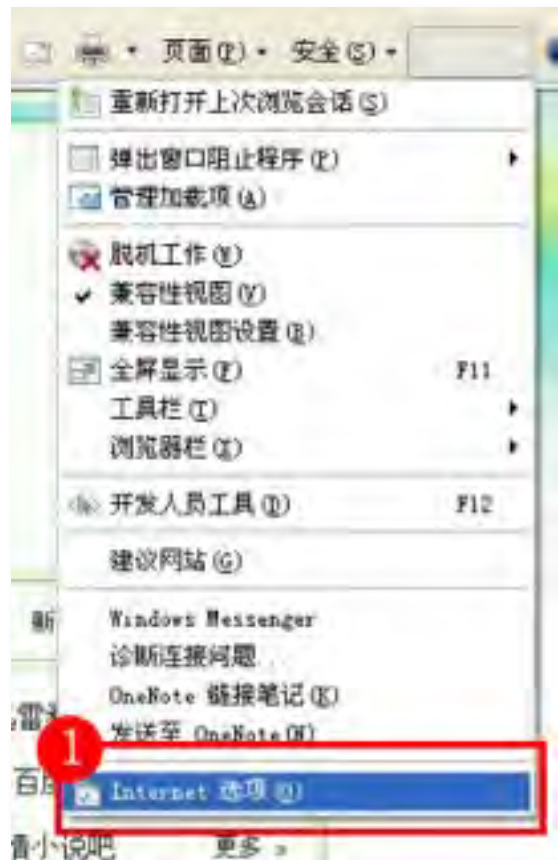 页面(P) 安全(S)
重新打开上次浏览会话(S)
弹出窗口阻止程序(P)
管理加载项(A)
脱机工作(W)
兼容性视图(V)
兼容性视图设置(B)
全屏显示(F) F11
工具栏(T)
浏览器栏(X)
开发人员工具(D) F12
建议网站(G)
Windows Messenger
诊断连接问题...
OneNote 链接笔记(K)
发送至 OneNote(N)
1
Internet 选项(O)
小说吧 更多 »